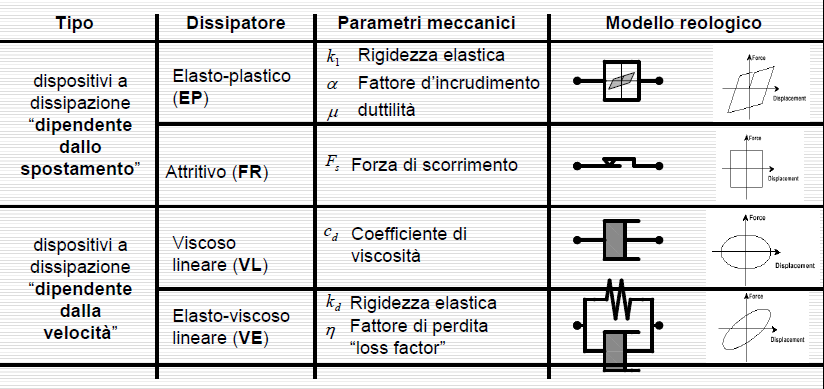 Tipo Dissipatore Parametri meccanici Modello reologico
dispositivi a
dissipazione
“dipendente
dallo
spostamento”
Elasto-plastico
(EP)
k₁ Rigidezza elastica
α Fattore d’incrudimento
μ duttilità
Force
Displacement
Attritivo (FR)
Fₛ Forza di scorrimento
Force
Displacement
dispositivi a
dissipazione
“dipendente
dalla
velocità”
Viscoso
lineare (VL)
c_d Coefficiente di
viscosità
Force
Displacement
Elasto-viscoso
lineare (VE)
k_d Rigidezza elastica
η Fattore di perdita
“loss factor”
Force
Displacement